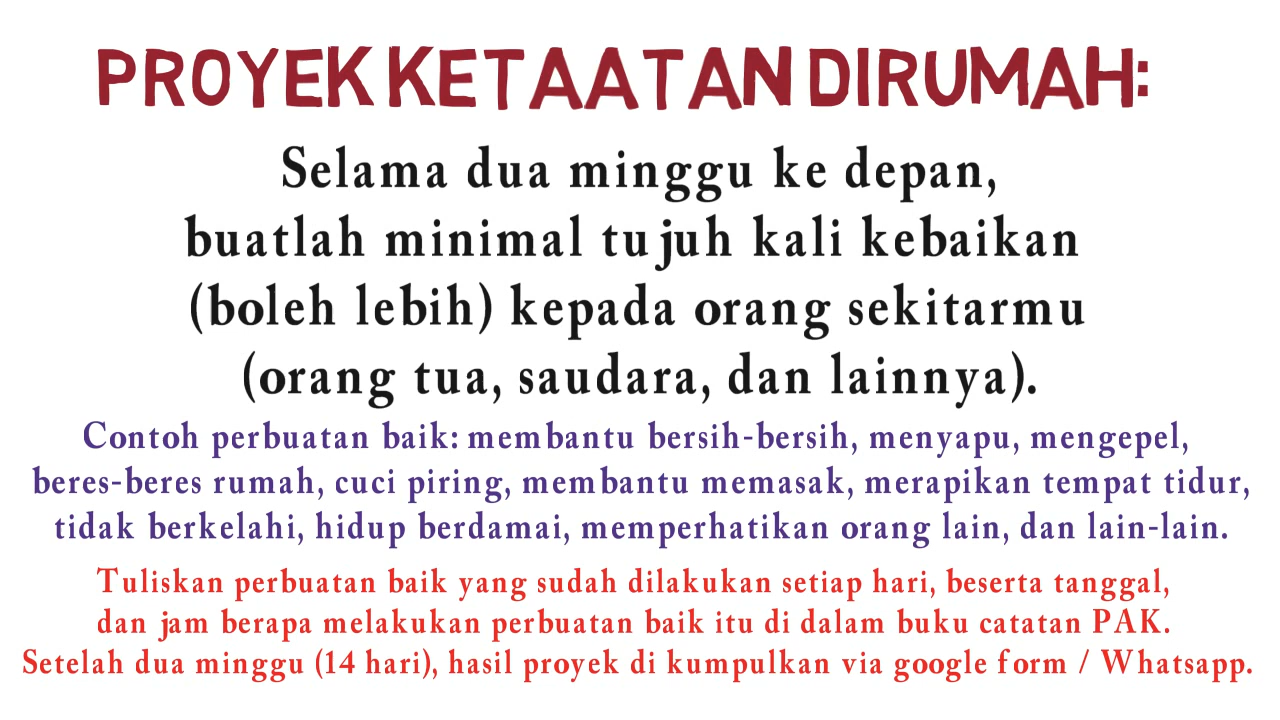 PROYEK KETAATAN DIRUMAH:
Selama dua minggu ke depan,
buatlah minimal tujuh kali kebaikan
(boleh lebih) kepada orang sekitarmu
(orang tua, saudara, dan lainnya).
Contoh perbuatan baik: membantu bersih-bersih, menyapu, mengepel,
beres-beres rumah, cuci piring, membantu memasak, merapikan tempat tidur,
tidak berkelahi, hidup berdamai, memperhatikan orang lain, dan lain-lain.
Tuliskan perbuatan baik yang sudah dilakukan setiap hari, beserta tanggal,
dan jam berapa melakukan perbuatan baik itu di dalam buku catatan PAK.
Setelah dua minggu (14 hari), hasil proyek di kumpulkan via google form / Whatsapp.